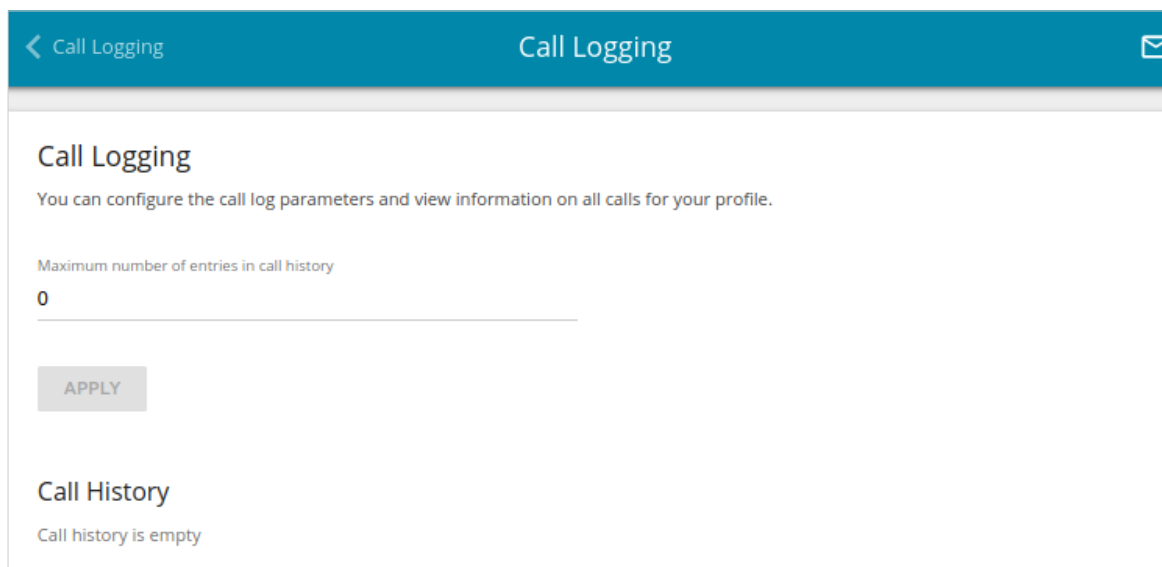 Call Logging
Call Logging
Call Logging
You can configure the call log parameters and view information on all calls for your profile.
Maximum number of entries in call history
0
APPLY
Call History
Call history is empty